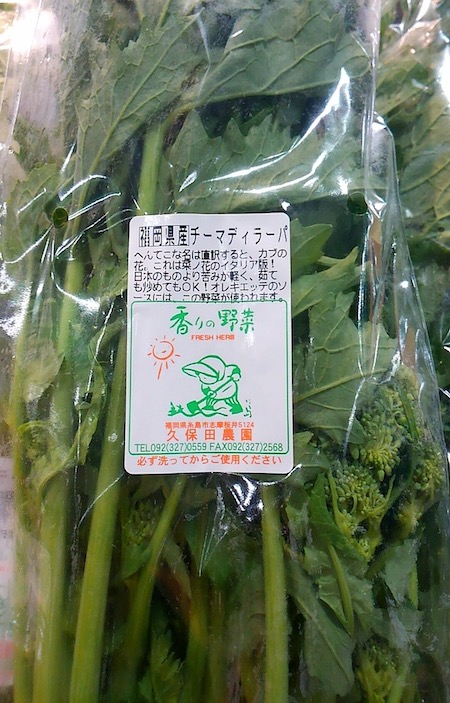 福岡県産チーマディラーパ
へんてこな名は直訳すると、カブの
花。これは菜ノ花のイタリア版！
日本のものより苦みが軽く、茹て
も炒めてもOK！オレキエッテのソ
ースには、この野菜が使われます。
香りの野菜
FRESH HERB
福岡県糸島市志摩桜井5124
久保田農園
TEL092(327)0559 FAX092(327)2568
必ず洗ってからご使用ください